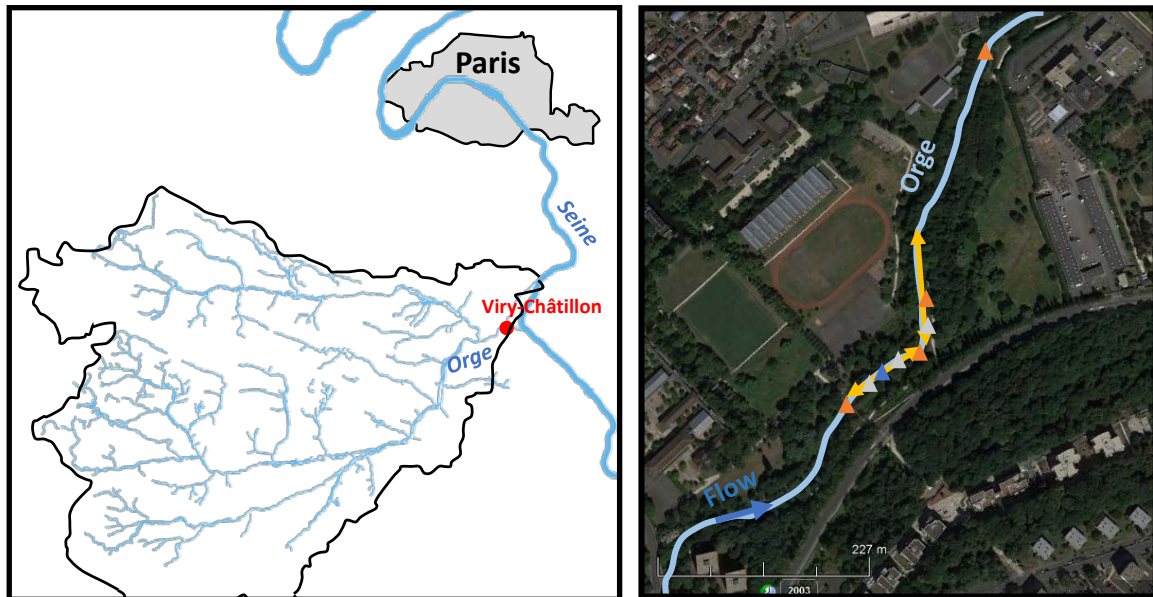 Paris
Seine
Viry-Châtillon
Orge
Orge
Flow
227 m
2003